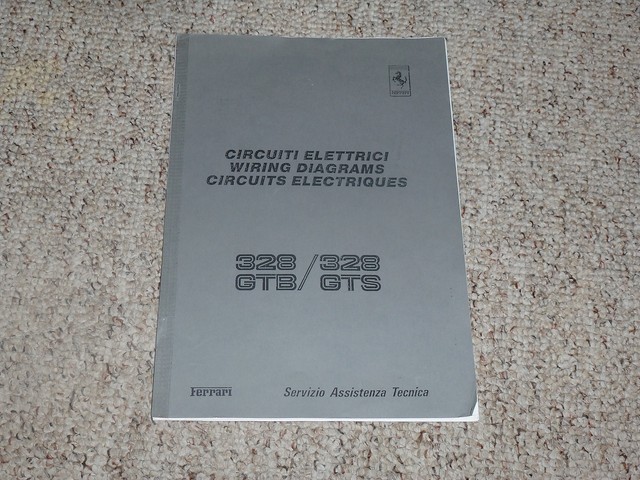 CIRCUITI ELETTRICI
WIRING DIAGRAMS
CIRCUITS ELECTRIQUES
328 / 328
GTB / GTS
Ferrari
Servizio Assistenza Tecnica